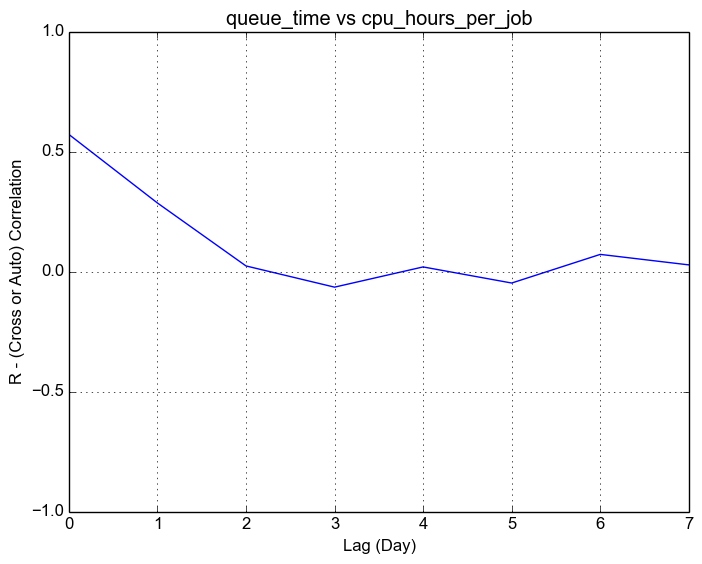 queue_time vs cpu_hours_per_job
R - (Cross or Auto) Correlation
1.0
0.5
0.0
−0.5
−1.0
0 1 2 3 4 5 6 7
Lag (Day)